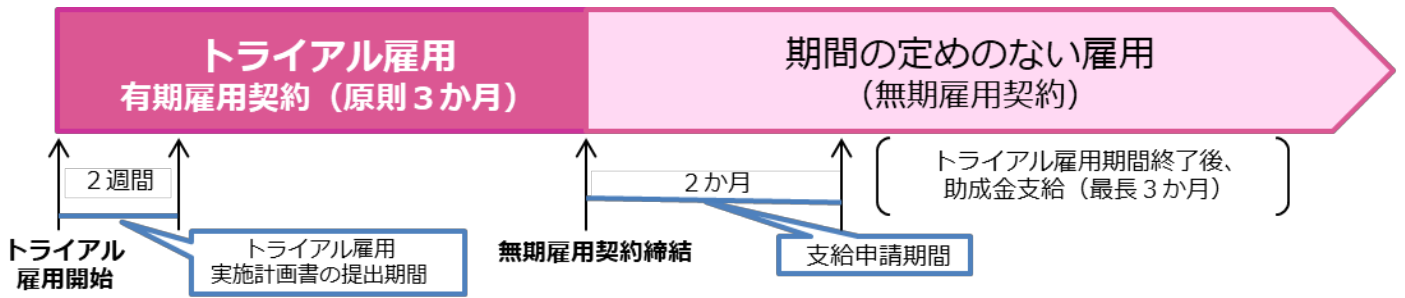 トライアル雇用
有期雇用契約（原則３か月）
期間の定めのない雇用
（無期雇用契約）
２週間
２か月
トライアル雇用期間終了後、
助成金支給（最長３か月）
トライアル
雇用開始
トライアル雇用
実施計画書の提出期間
無期雇用契約締結
支給申請期間